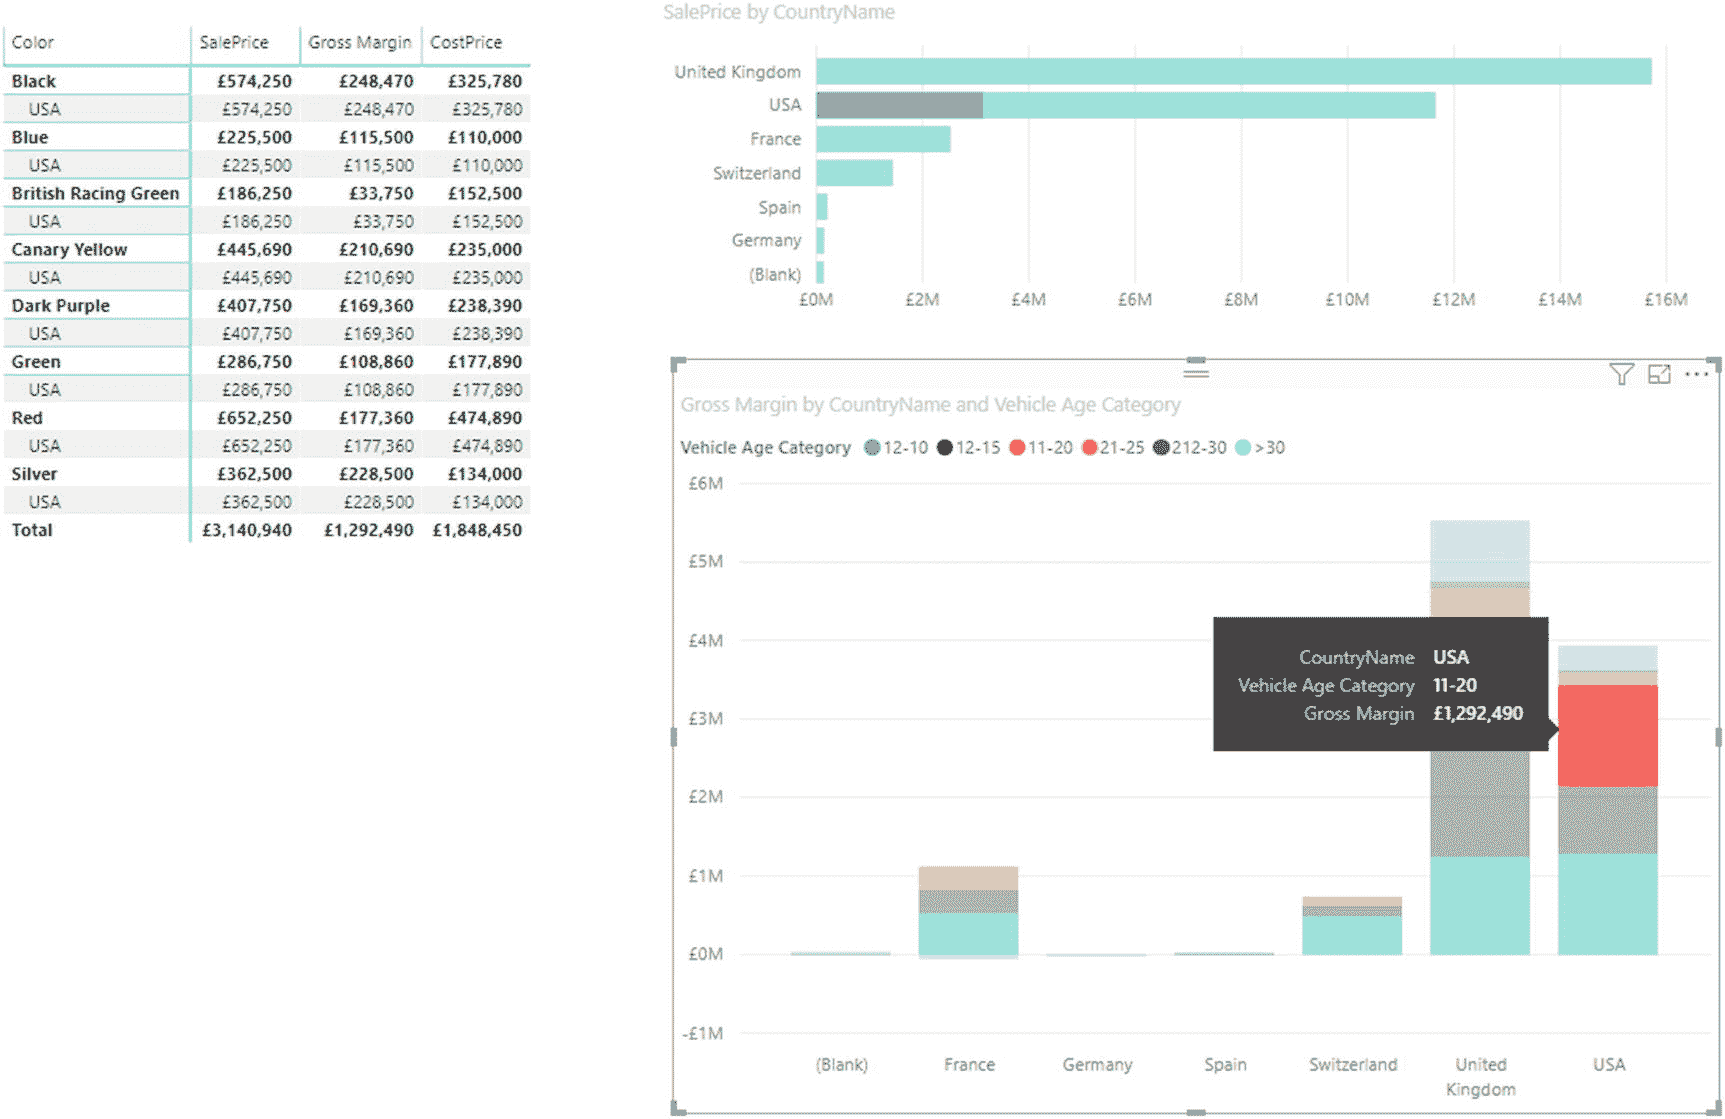 Color SalePrice Gross Margin CostPrice
Black £574,250 £248,470 £325,780
USA £574,250 £248,470 £325,780
Blue £225,500 £115,500 £110,000
USA £225,500 £115,500 £110,000
British Racing Green £186,250 £33,750 £152,500
USA £186,250 £33,750 £152,500
Canary Yellow £445,690 £210,690 £235,000
USA £445,690 £210,690 £235,000
Dark Purple £407,750 £169,360 £238,390
USA £407,750 £169,360 £238,390
Green £286,750 £108,860 £177,890
USA £286,750 £108,860 £177,890
Red £652,250 £177,360 £474,890
USA £652,250 £177,360 £474,890
Silver £362,500 £228,500 £134,000
USA £362,500 £228,500 £134,000
Total £3,140,940 £1,292,490 £1,848,450
SalePrice by CountryName
United Kingdom
USA
France
Switzerland
Spain
Germany
(Blank)
£0M £2M £4M £6M £8M £10M £12M £14M £16M
Gross Margin by CountryName and Vehicle Age Category
Vehicle Age Category 12-10 12-15 11-20 21-25 212-30 >30
£6M
£5M
£4M
£3M
£2M
£1M
£0M
-£1M
CountryName USA
Vehicle Age Category 11-20
Gross Margin £1,292,490
(Blank) France Germany Spain Switzerland United USA
Kingdom